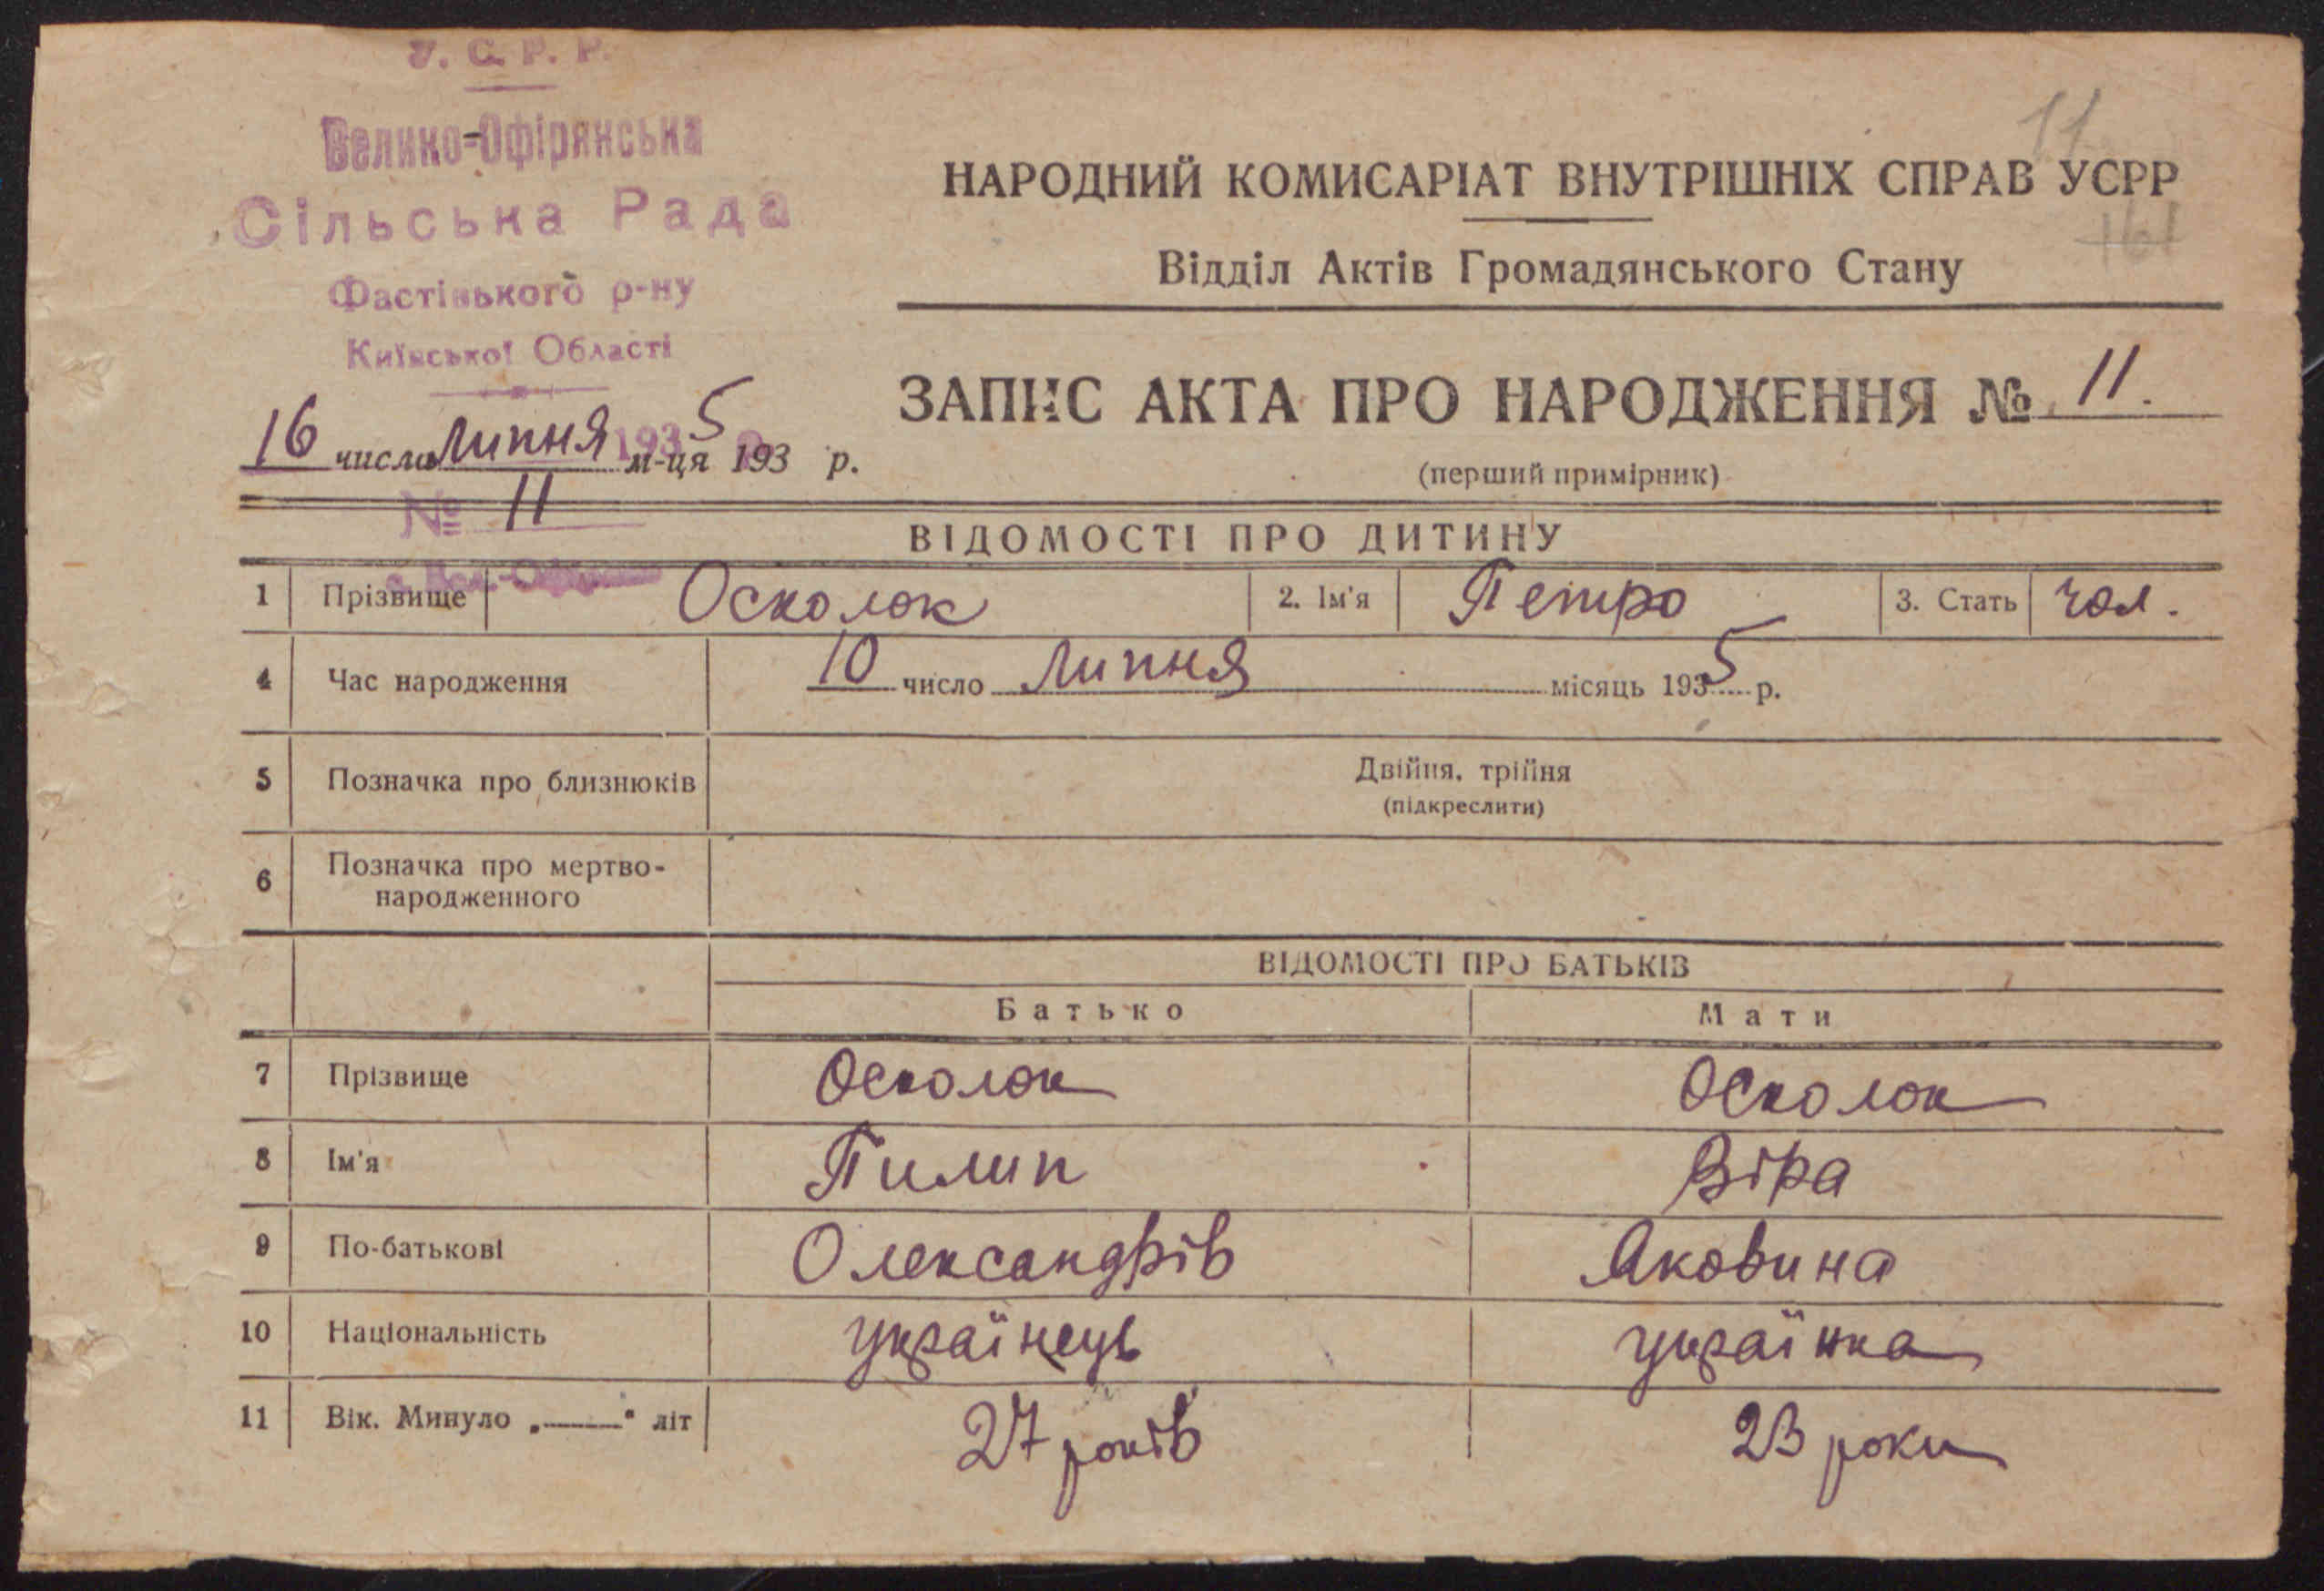 У. С. Р. Р.
Велико-Офірянська
Сільська Рада
Фастівського р-ну
Київської Області
11
НАРОДНИЙ КОМИСАРІАТ ВНУТРІШНІХ СПРАВ УСРР
161
Відділ Актів Громадянського Стану
ЗАПИС АКТА ПРО НАРОДЖЕННЯ № 11.
16 числа Липня м-ця 1935 р.
(перший примірник)
№ 11
ВІДОМОСТІ ПРО ДИТИНУ
1 Прізвище Осколок 2. Ім'я Петро 3. Стать чол.
4 Час народження 10 число Липня місяць 1935 р.
5 Позначка про близнюків Двійня, трійня
(підкреслити)
6 Позначка про мертво-
народженного
ВІДОМОСТІ ПРО БАТЬКІВ
Батько Мати
7 Прізвище Осколок Осколок
8 Ім'я Пилип Віра
9 По-батькові Олександрів Яковина
10 Національність українець українка
11 Вік. Минуло „——" літ 27 років 23 роки